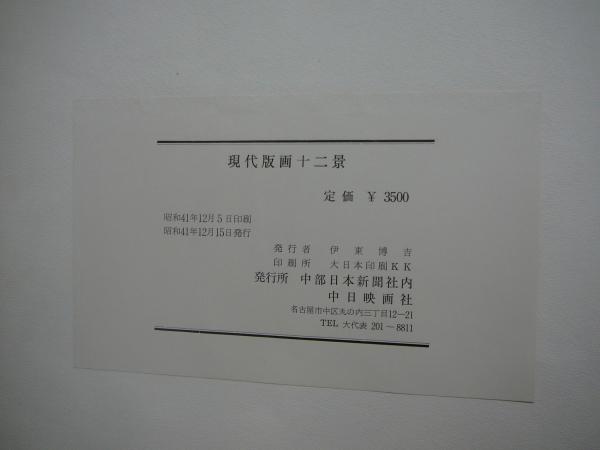 現代版画十二景
定価 ¥ 3500
昭和41年12月5日印刷
昭和41年12月15日発行
発行者 伊東博吉
印刷所 大日本印刷KK
発行所 中部日本新聞社内
中日映画社
名古屋市中区丸の内三丁目12―21
TEL 大代表 201～8811